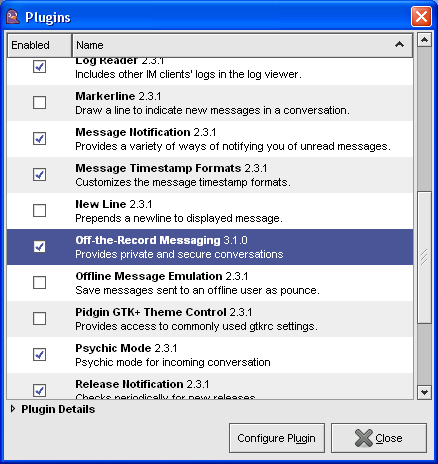 Plugins
Enabled Name
Log Reader 2.3.1
Includes other IM clients' logs in the log viewer.
Markerline 2.3.1
Draw a line to indicate new messages in a conversation.
Message Notification 2.3.1
Provides a variety of ways of notifying you of unread messages.
Message Timestamp Formats 2.3.1
Customizes the message timestamp formats.
New Line 2.3.1
Prepends a newline to displayed message.
Off-the-Record Messaging 3.1.0
Provides private and secure conversations
Offline Message Emulation 2.3.1
Save messages sent to an offline user as pounce.
Pidgin GTK+ Theme Control 2.3.1
Provides access to commonly used gtkrc settings.
Psychic Mode 2.3.1
Psychic mode for incoming conversation
Release Notification 2.3.1
Checks periodically for new releases.
Plugin Details
Configure Plugin Close